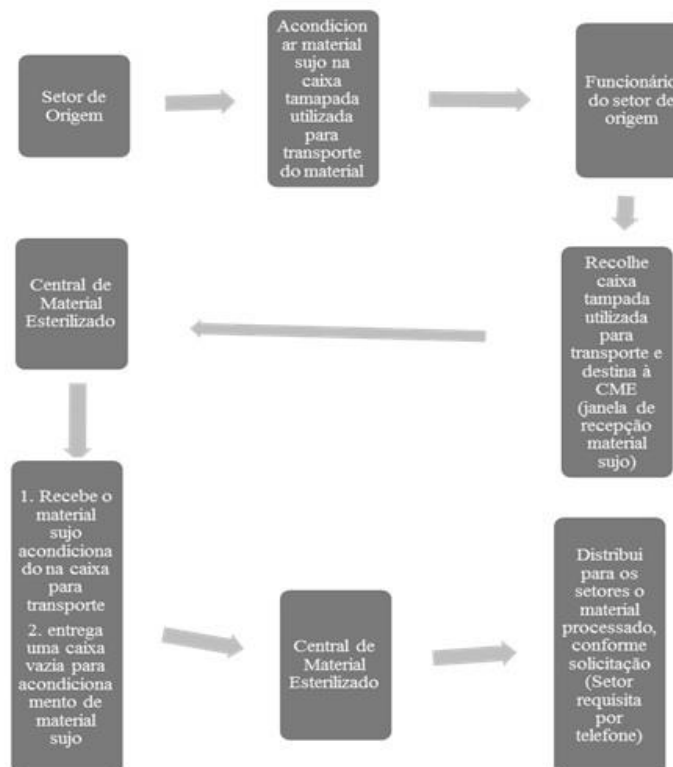 Setor de
Origem
Acondicion
ar material
sujo na
caixa
tamapada
utilizada
para
transporte
do material
Funcionário
do setor de
origem
Recolhe
caixa
tampada
utilizada
para
transporte e
destina à
CME
(janela de
recepção
material
sujo)
Central de
Material
Esterilizado
1. Recebe o
material
sujo
acondiciona
do na caixa
para
transporte
2. entrega
uma caixa
vazia para
acondiciona
mento de
material
sujo
Central de
Material
Esterilizado
Distribui
para os
setores o
material
processado,
conforme
solicitação
(Setor
requisita
por
telefone)